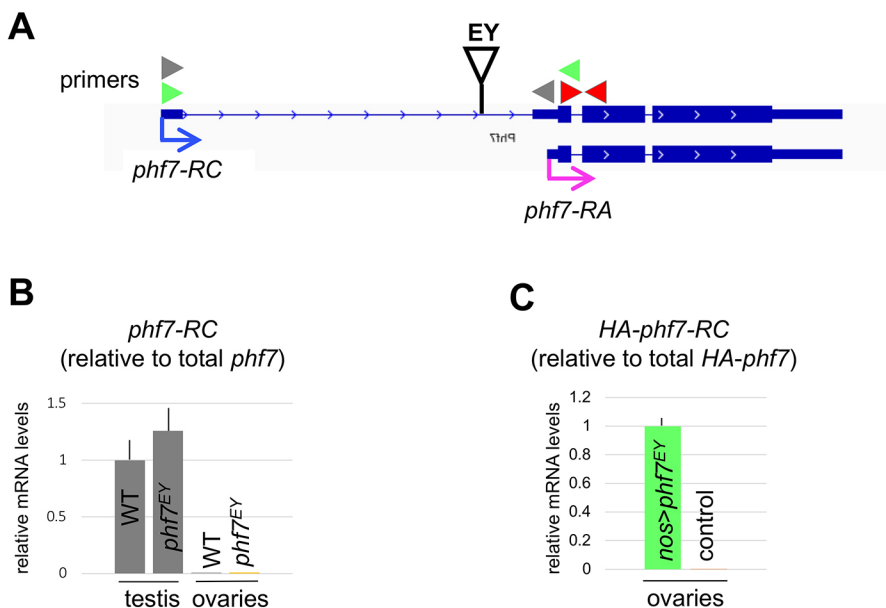 A
EY
primers
Phf7
phf7-RC
phf7-RA
B
phf7-RC
(relative to total phf7)
relative mRNA levels
1.5
1
0.5
0
WT
phf7EY
WT
phf7EY
testis
ovaries
C
HA-phf7-RC
(relative to total HA-phf7)
relative mRNA levels
1.2
1
0.8
0.6
0.4
0.2
0
nos>phf7EY
control
ovaries